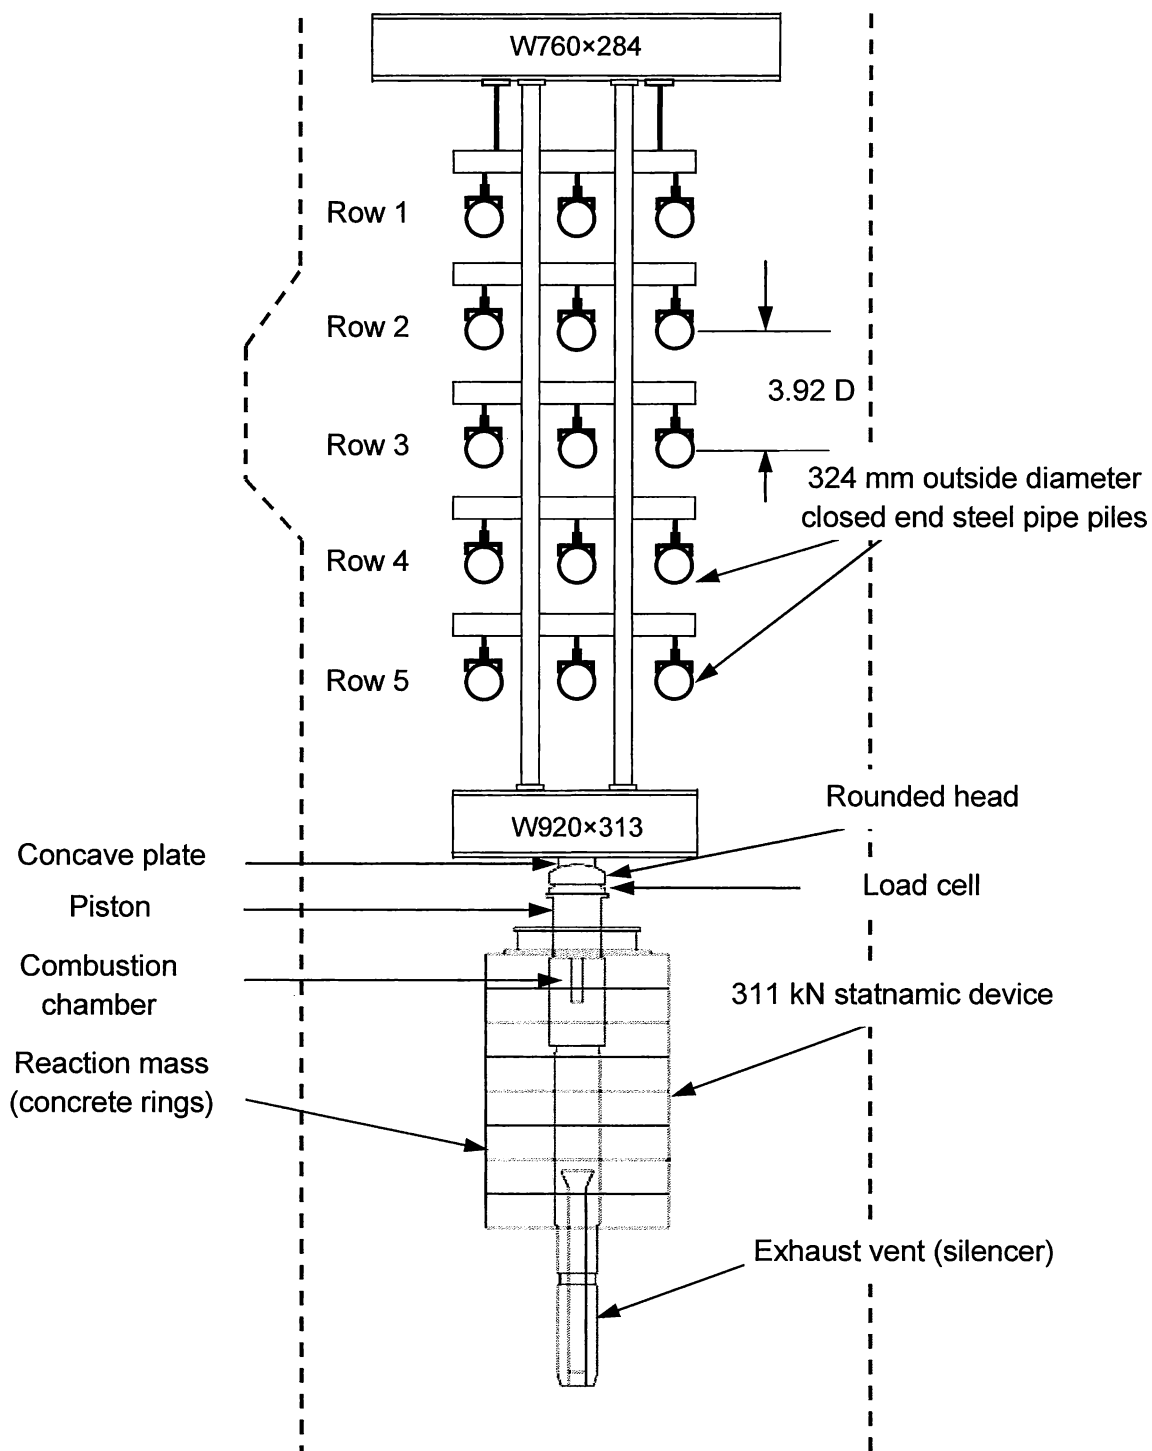 W760×284
Row 1
Row 2
3.92 D
Row 3
324 mm outside diameter
closed end steel pipe piles
Row 4
Row 5
Rounded head
W920×313
Concave plate
Load cell
Piston
Combustion
chamber
311 kN statnamic device
Reaction mass
(concrete rings)
Exhaust vent (silencer)